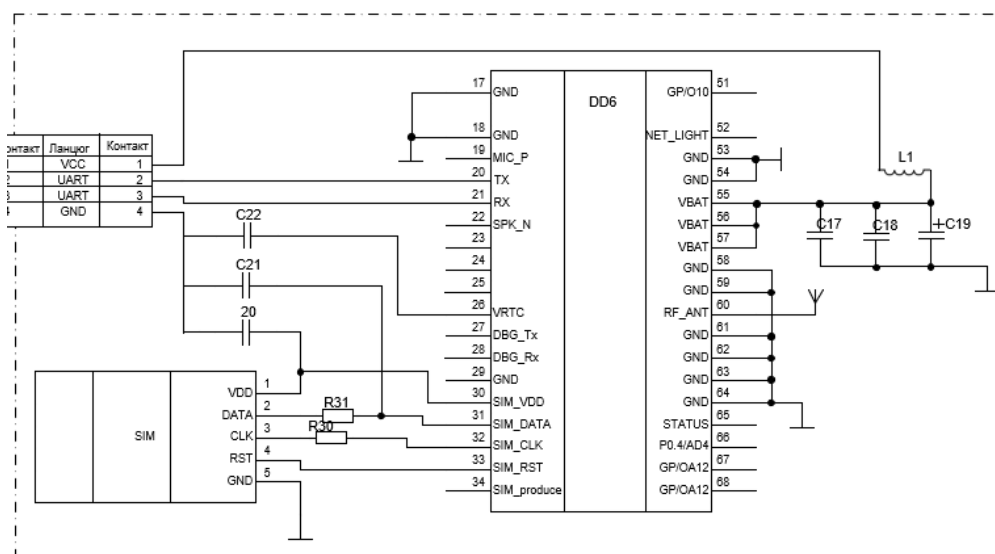 онтакт Ланцюг Контакт
VCC 1
UART 2
UART 3
GND 4
C22
C21
20
SIM
VDD 1
DATA 2
CLK 3
RST 4
GND 5
R31
R30
DD6
17 GND
18 GND
19 MIC_P
20 TX
21 RX
22 SPK_N
23
24
25
26 VRTC
27 DBG_Tx
28 DBG_Rx
29 GND
30 SIM_VDD
31 SIM_DATA
32 SIM_CLK
33 SIM_RST
34 SIM_produce
GP/O10 51
NET_LIGHT 52
GND 53
GND 54
VBAT 55
VBAT 56
VBAT 57
GND 58
GND 59
RF_ANT 60
GND 61
GND 62
GND 63
GND 64
STATUS 65
P0.4/AD4 66
GP/OA12 67
GP/OA12 68
L1
C17
C18
+ C19